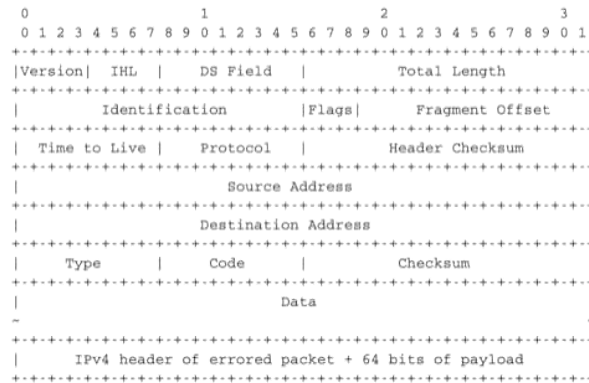 0                   1                   2                   3
0 1 2 3 4 5 6 7 8 9 0 1 2 3 4 5 6 7 8 9 0 1 2 3 4 5 6 7 8 9 0 1
+-+-+-+-+-+-+-+-+-+-+-+-+-+-+-+-+-+-+-+-+-+-+-+-+-+-+-+-+-+-+-+-
|Version| IHL | DS Field | Total Length
+-+-+-+-+-+-+-+-+-+-+-+-+-+-+-+-+-+-+-+-+-+-+-+-+-+-+-+-+-+-+-+-
| Identification |Flags| Fragment Offset
+-+-+-+-+-+-+-+-+-+-+-+-+-+-+-+-+-+-+-+-+-+-+-+-+-+-+-+-+-+-+-+-
| Time to Live | Protocol | Header Checksum
+-+-+-+-+-+-+-+-+-+-+-+-+-+-+-+-+-+-+-+-+-+-+-+-+-+-+-+-+-+-+-+-
| Source Address
+-+-+-+-+-+-+-+-+-+-+-+-+-+-+-+-+-+-+-+-+-+-+-+-+-+-+-+-+-+-+-+-
| Destination Address
+-+-+-+-+-+-+-+-+-+-+-+-+-+-+-+-+-+-+-+-+-+-+-+-+-+-+-+-+-+-+-+-
| Type | Code | Checksum
+-+-+-+-+-+-+-+-+-+-+-+-+-+-+-+-+-+-+-+-+-+-+-+-+-+-+-+-+-+-+-+-
| Data
~
+-+-+-+-+-+-+-+-+-+-+-+-+-+-+-+-+-+-+-+-+-+-+-+-+-+-+-+-+-+-+-+-
| IPv4 header of errored packet + 64 bits of payload
+-+-+-+-+-+-+-+-+-+-+-+-+-+-+-+-+-+-+-+-+-+-+-+-+-+-+-+-+-+-+-+-